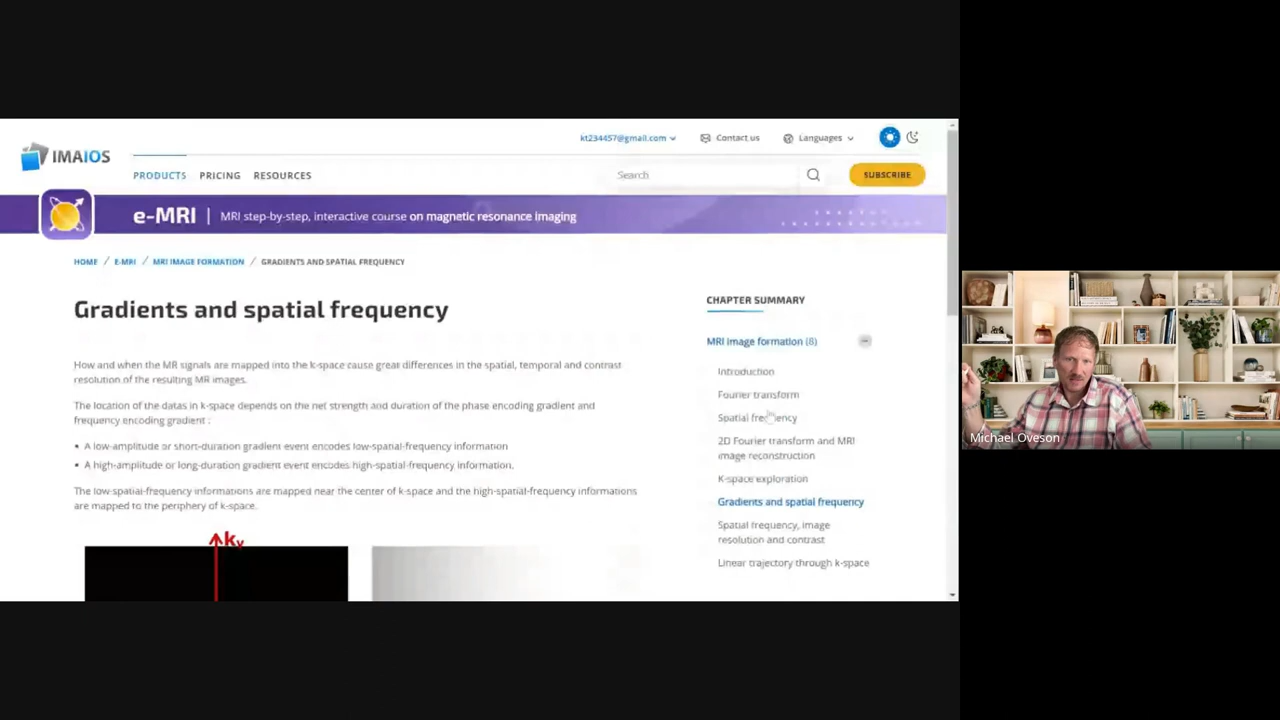 kt234457@gmail.com
Contact us
Languages
IMAIOS
PRODUCTS
PRICING
RESOURCES
Search
SUBSCRIBE
e-MRI | MRI step-by-step, interactive course on magnetic resonance imaging
HOME / E-MRI / MRI IMAGE FORMATION / GRADIENTS AND SPATIAL FREQUENCY
Gradients and spatial frequency
How and when the MR signals are mapped into the k-space cause great differences in the spatial, temporal and contrast
resolution of the resulting MR images.
The location of the datas in k-space depends on the net strength and duration of the phase encoding gradient and
frequency encoding gradient :
• A low-amplitude or short-duration gradient event encodes low-spatial-frequency information
• A high-amplitude or long-duration gradient event encodes high-spatial-frequency information.
The low-spatial-frequency informations are mapped near the center of k-space and the high-spatial-frequency informations
are mapped to the periphery of k-space.
ky
CHAPTER SUMMARY
MRI image formation (8)
Introduction
Fourier transform
Spatial frequency
2D Fourier transform and MRI
image reconstruction
K-space exploration
Gradients and spatial frequency
Spatial frequency, image
resolution and contrast
Linear trajectory through k-space
Michael Oveson